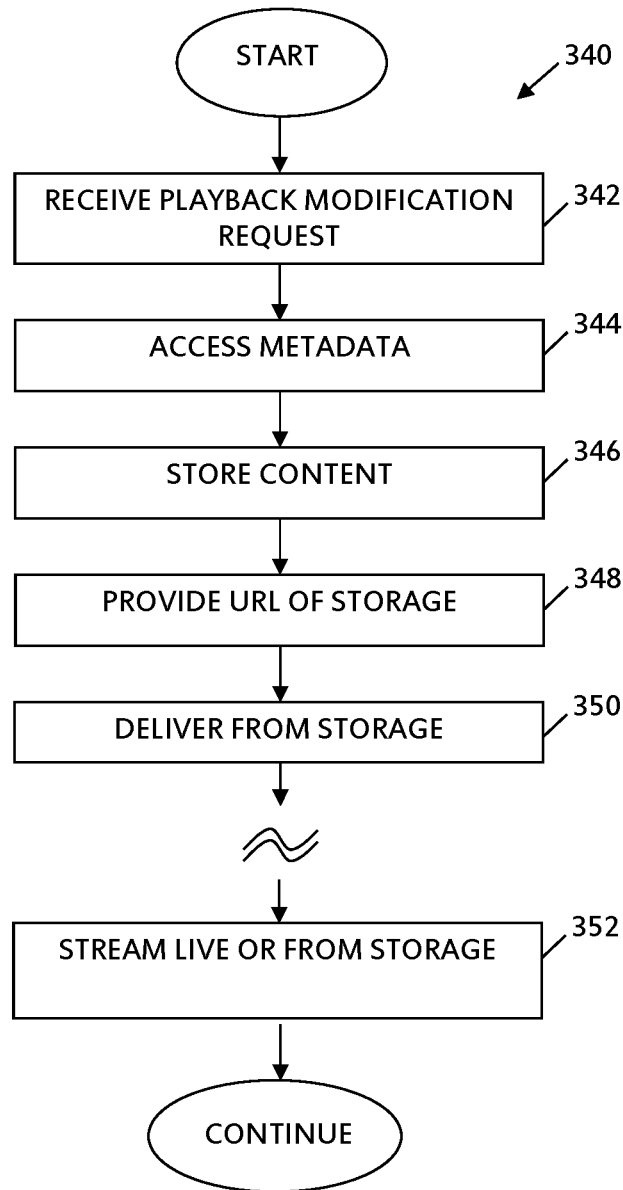 START
340
RECEIVE PLAYBACK MODIFICATION
REQUEST
342
ACCESS METADATA
344
STORE CONTENT
346
PROVIDE URL OF STORAGE
348
DELIVER FROM STORAGE
350
STREAM LIVE OR FROM STORAGE
352
CONTINUE